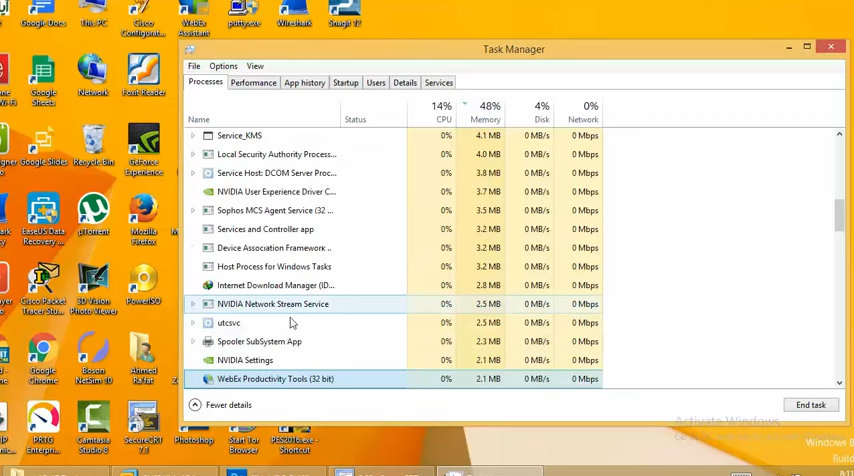 Google Docs
This PC
Cisco
Configurat...
WebEx
Assistant
putty.exe
Wireshark
Snagit 12
Task Manager
File Options View
Processes Performance App history Startup Users Details Services
14% 48% 4% 0%
Name Status CPU Memory Disk Network
Service_KMS 0% 4.1 MB 0 MB/s 0 Mbps
Local Security Authority Process... 0% 4.0 MB 0 MB/s 0 Mbps
Service Host: DCOM Server Proc... 0% 3.8 MB 0 MB/s 0 Mbps
NVIDIA User Experience Driver C... 0% 3.7 MB 0 MB/s 0 Mbps
Sophos MCS Agent Service (32 ... 0% 3.5 MB 0 MB/s 0 Mbps
Services and Controller app 0% 3.2 MB 0 MB/s 0 Mbps
Device Association Framework .. 0% 3.2 MB 0 MB/s 0 Mbps
Host Process for Windows Tasks 0% 3.2 MB 0 MB/s 0 Mbps
Internet Download Manager (ID... 0% 2.8 MB 0 MB/s 0 Mbps
NVIDIA Network Stream Service 0% 2.5 MB 0 MB/s 0 Mbps
utcsvc 0% 2.5 MB 0 MB/s 0 Mbps
Spooler SubSystem App 0% 2.3 MB 0 MB/s 0 Mbps
NVIDIA Settings 0% 2.1 MB 0 MB/s 0 Mbps
WebEx Productivity Tools (32 bit) 0% 2.1 MB 0 MB/s 0 Mbps
Fewer details
End task
Google
Sheets
Network
Foxit Reader
Google Slides
Recycle Bin
GeForce
Experience
EaseUS Data
Recovery ...
µTorrent
Mozilla
Firefox
Cisco Packet
Tracer Stu...
3D Vision
Photo Viewer
PowerISO
Google
Chrome
Boson
NetSim 10
Ahmed
Ra'fat
PRTG
Enterpr...
Camtasia
Studio 8
SecureCRT
7.1
Photoshop
Start Tor
Browser
PES2016.exe -
Shortcut
Activate Windows
Windows 8
Build